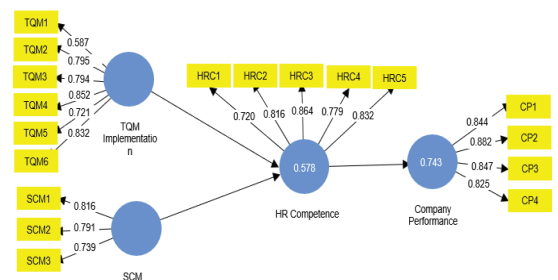 TQM1
TQM2
TQM3
TQM4
TQM5
TQM6
0.587
0.795
0.794
0.852
0.721
0.832
TQM
Implementatio
n
SCM1
SCM2
SCM3
0.816
0.791
0.739
SCM
HRC1
HRC2
HRC3
HRC4
HRC5
0.720
0.816
0.864
0.779
0.832
0.578
HR Competence
0.743
Company
Performance
CP1
CP2
CP3
CP4
0.844
0.882
0.847
0.825